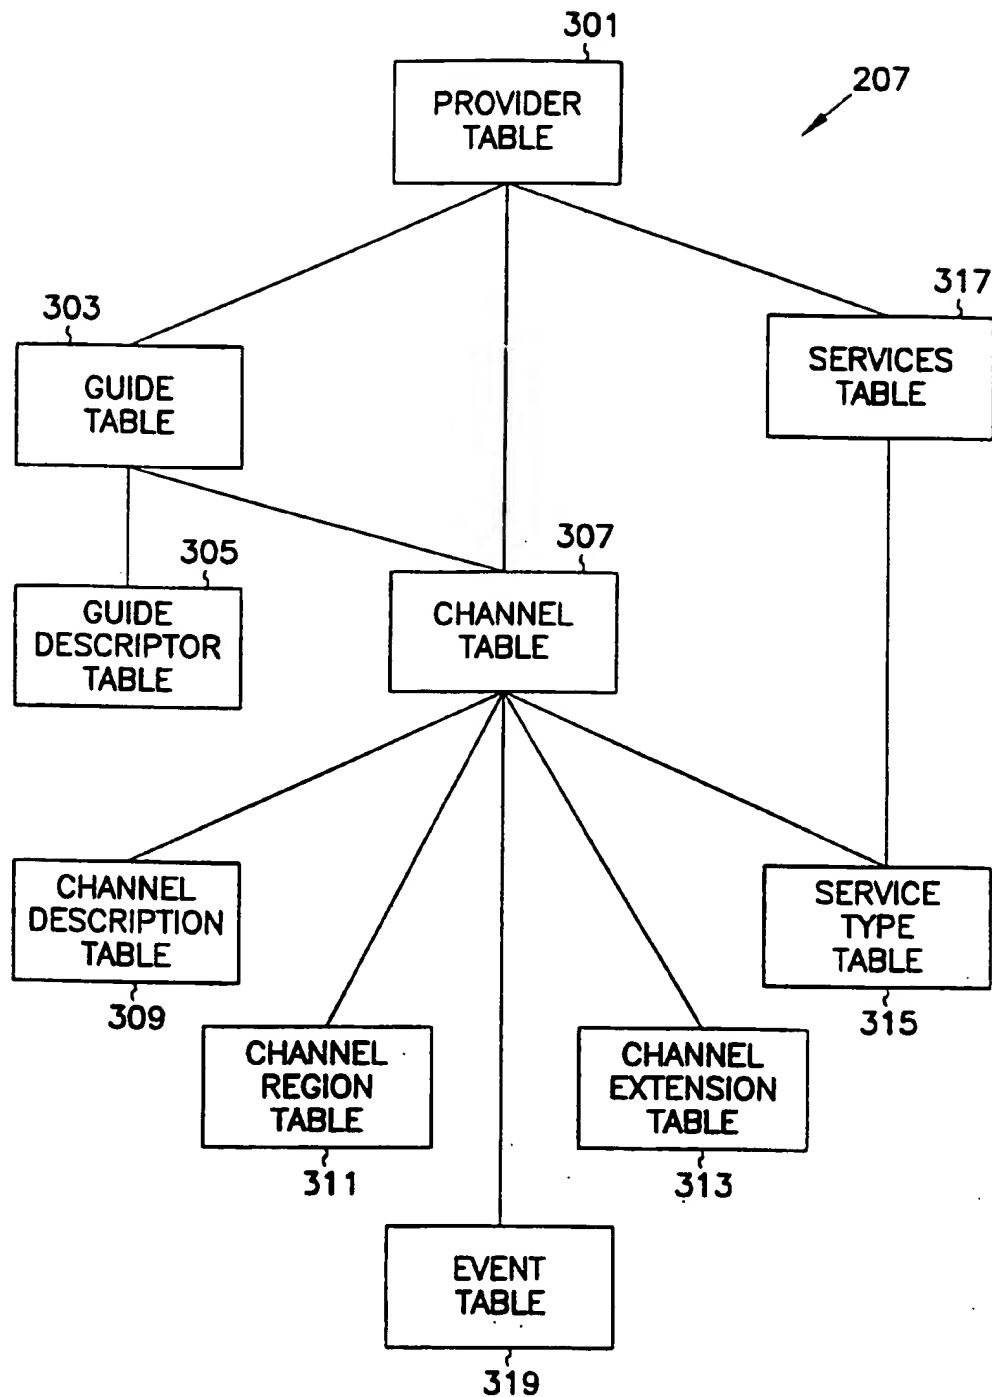 301
PROVIDER
TABLE
207
303
GUIDE
TABLE
317
SERVICES
TABLE
305
GUIDE
DESCRIPTOR
TABLE
307
CHANNEL
TABLE
CHANNEL
DESCRIPTION
TABLE
309
SERVICE
TYPE
TABLE
315
CHANNEL
REGION
TABLE
311
CHANNEL
EXTENSION
TABLE
313
EVENT
TABLE
319